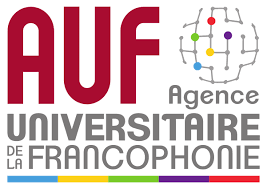 AUF
Agence
UNIVERSITAIRE
DE LA FRANCOPHONIE